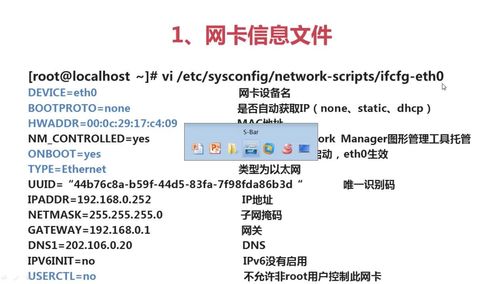 1、网卡信息文件
[root@localhost ~]# vi /etc/sysconfig/network-scripts/ifcfg-eth0
DEVICE=eth0 网卡设备名
BOOTPROTO=none 是否自动获取IP（none、static、dhcp）
HWADDR=00:0c:29:17:c4:09 MAC地址
S-Bar
NM_CONTROLLED=yes ork Manager图形管理工具托管
ONBOOT=yes 动，eth0生效
TYPE=Ethernet 类型为以太网
UUID=“44b76c8a-b59f-44d5-83fa-7f98fda86b3d“ 唯一识别码
IPADDR=192.168.0.252 IP地址
NETMASK=255.255.255.0 子网掩码
GATEWAY=192.168.0.1 网关
DNS1=202.106.0.20 DNS
IPV6INIT=no IPv6没有启用
USERCTL=no 不允许非root用户控制此网卡